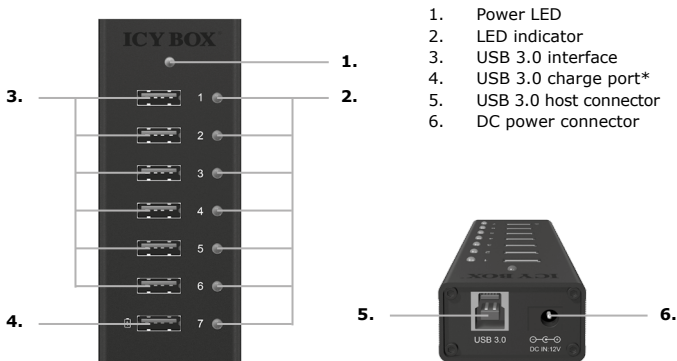 ICY BOX
1.
3.
1
2.
2
3
4
5
6
4.
7
1. Power LED
2. LED indicator
3. USB 3.0 interface
4. USB 3.0 charge port*
5. USB 3.0 host connector
6. DC power connector
ICY BOX
5.
6.
USB 3.0
DC IN 12V